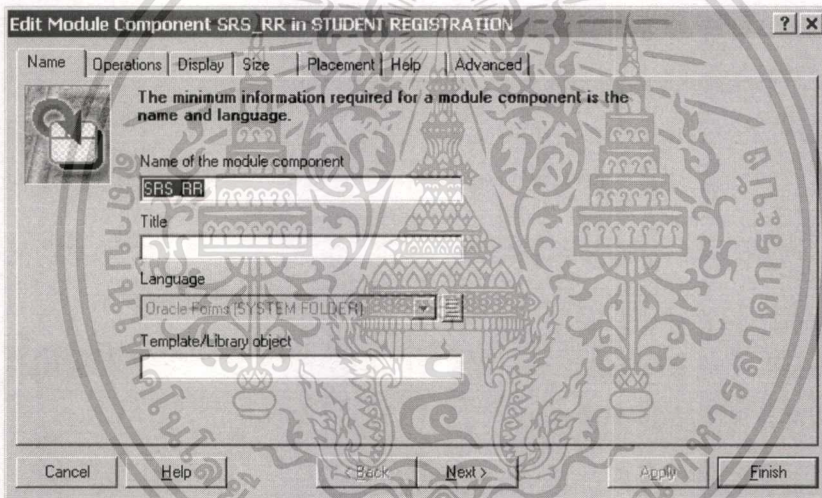 Edit Module Component SRS_RR in STUDENT REGISTRATION
Name Operations Display Size Placement Help Advanced
The minimum information required for a module component is the
name and language.
Name of the module component
SRS_RR
Title
Language
Oracle Forms (SYSTEM FOLDER)
Template/Library object
Cancel Help < Back Next > Apply Finish